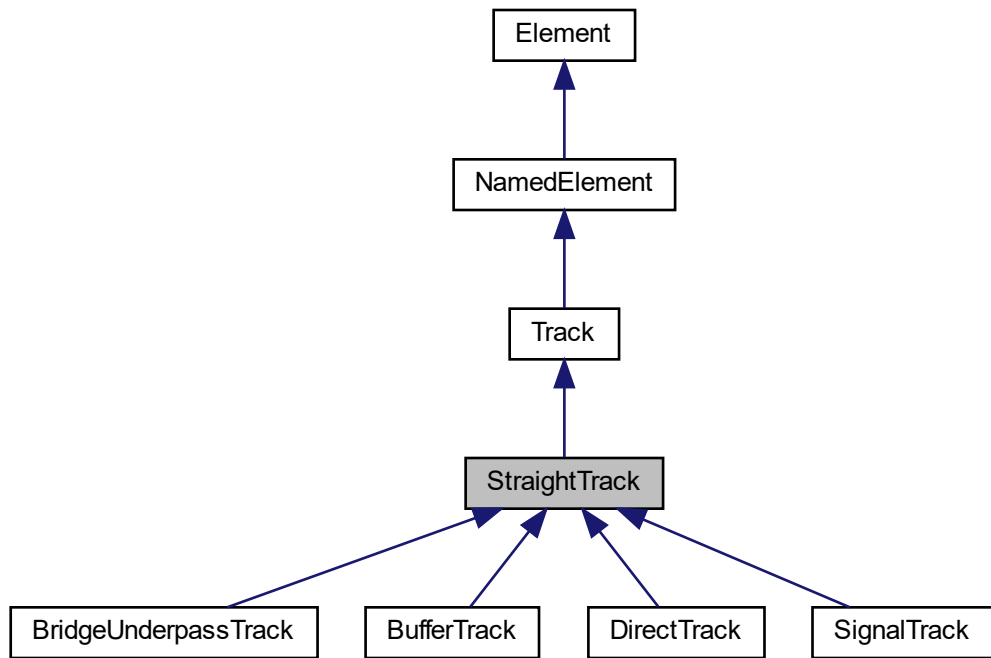 Element
NamedElement
Track
StraightTrack
BridgeUnderpassTrack
BufferTrack
DirectTrack
SignalTrack